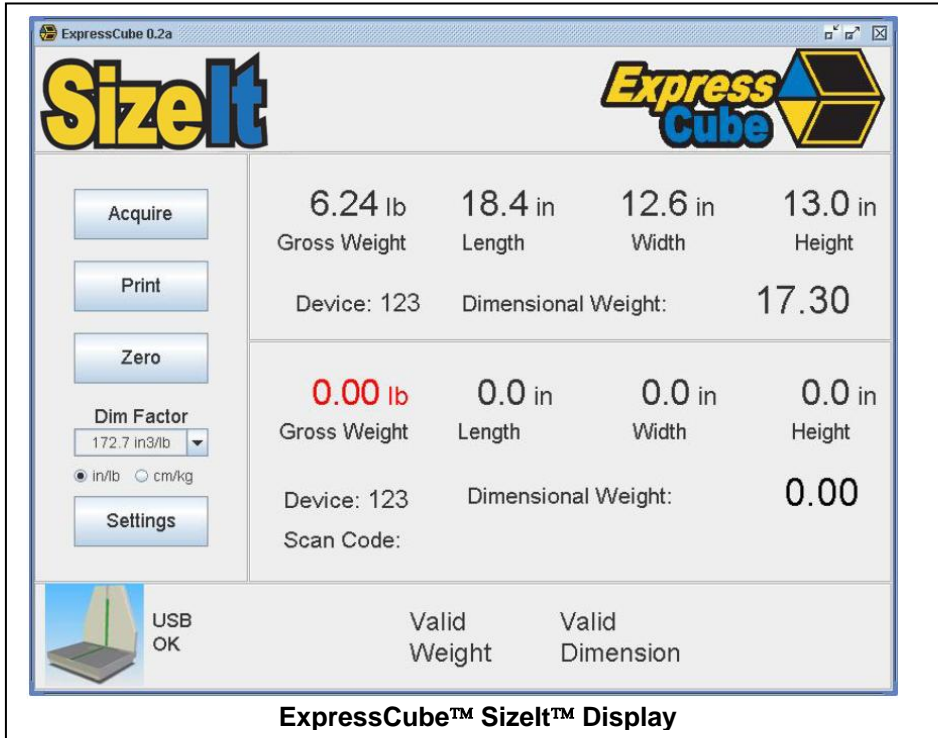 ExpressCube 0.2a
SizeIt
Express
Cube
Acquire
Print
Zero
Dim Factor
172.7 in3/lb
in/lb cm/kg
Settings
6.24 lb 18.4 in 12.6 in 13.0 in
Gross Weight Length Width Height
Device: 123 Dimensional Weight: 17.30
0.00 lb 0.0 in 0.0 in 0.0 in
Gross Weight Length Width Height
Device: 123 Dimensional Weight: 0.00
Scan Code:
USB
OK
Valid
Weight
Valid
Dimension
ExpressCube™ SizeIt™ Display